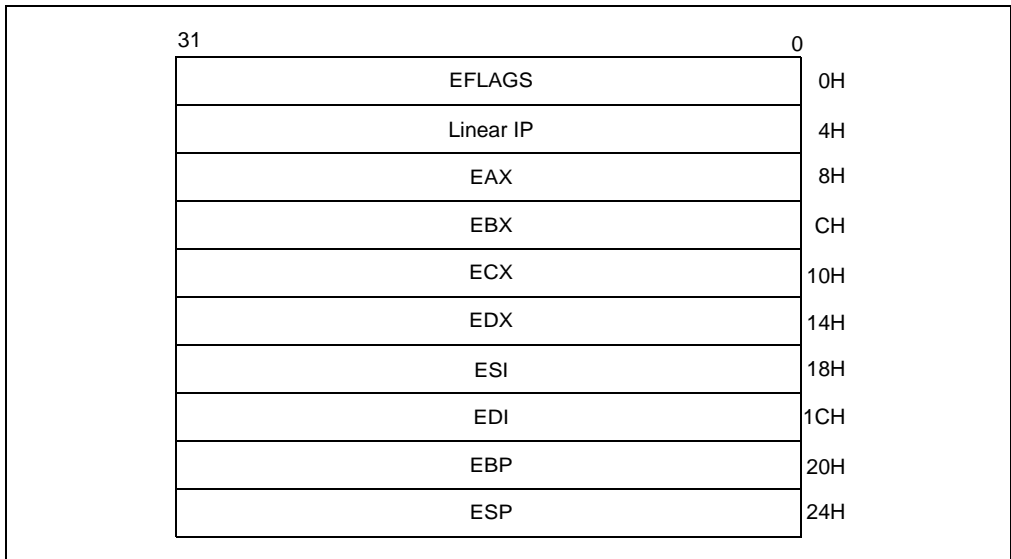 31 0
EFLAGS 0H
Linear IP 4H
EAX 8H
EBX CH
ECX 10H
EDX 14H
ESI 18H
EDI 1CH
EBP 20H
ESP 24H